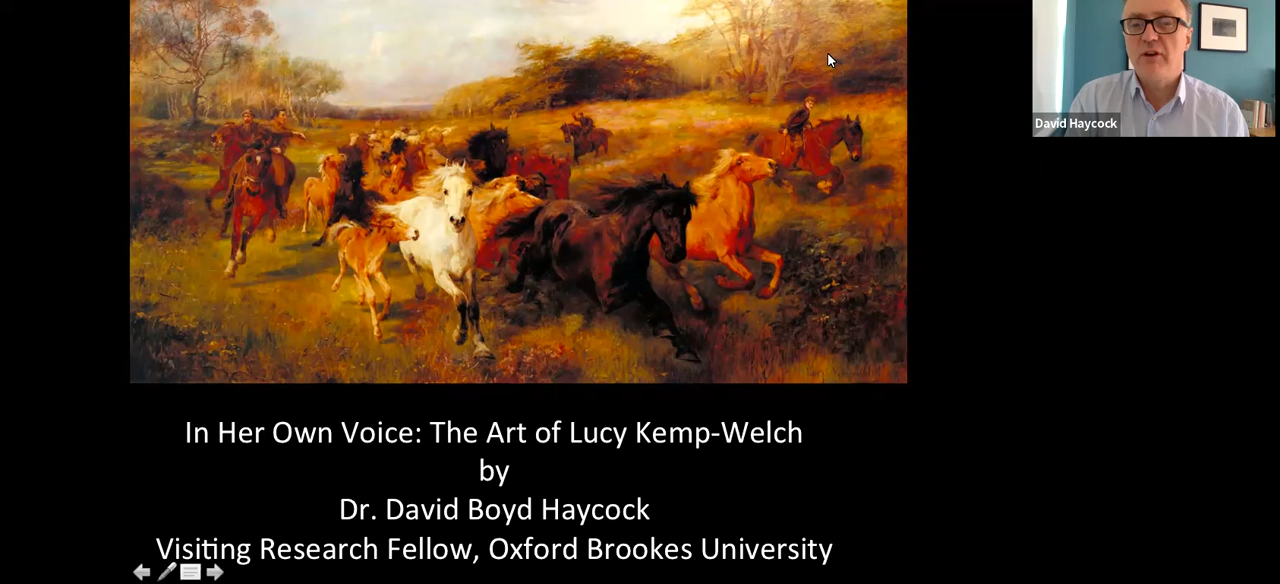 David Haycock
In Her Own Voice: The Art of Lucy Kemp-Welch
by
Dr. David Boyd Haycock
Visiting Research Fellow, Oxford Brookes University